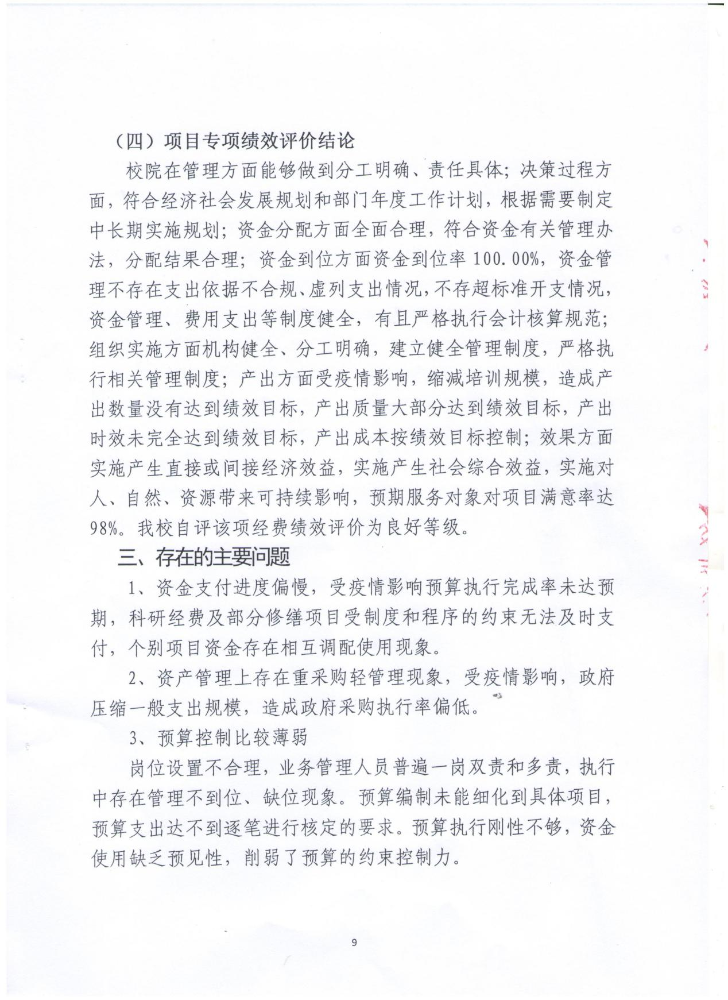 （四）项目专项绩效评价结论
校院在管理方面能够做到分工明确、责任具体；决策过程方
面，符合经济社会发展规划和部门年度工作计划，根据需要制定
中长期实施规划；资金分配方面全面合理，符合资金有关管理办
法，分配结果合理；资金到位方面资金到位率100.00%，资金管
理不存在支出依据不合规、虚列支出情况，不存超标准开支情况，
资金管理、费用支出等制度健全，有且严格执行会计核算规范；
组织实施方面机构健全、分工明确，建立健全管理制度，严格执
行相关管理制度；产出方面受疫情影响，缩减培训规模，造成产
出数量没有达到绩效目标，产出质量大部分达到绩效目标，产出
时效未完全达到绩效目标，产出成本按绩效目标控制；效果方面
实施产生直接或间接经济效益，实施产生社会综合效益，实施对
人、自然、资源带来可持续影响，预期服务对象对项目满意率达
98%。我校自评该项经费绩效评价为良好等级。
三、存在的主要问题
1、资金支付进度偏慢，受疫情影响预算执行完成率未达预
期，科研经费及部分修缮项目受制度和程序的约束无法及时支
付，个别项目资金存在相互调配使用现象。
2、资产管理上存在重采购轻管理现象，受疫情影响，政府
压缩一般支出规模，造成政府采购执行率偏低。
3、预算控制比较薄弱
岗位设置不合理，业务管理人员普遍一岗双责和多责，执行
中存在管理不到位、缺位现象。预算编制未能细化到具体项目，
预算支出达不到逐笔进行核定的要求。预算执行刚性不够，资金
使用缺乏预见性，削弱了预算的约束控制力。
9